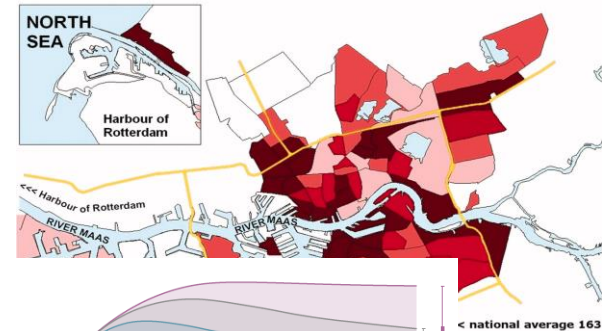 NORTH
SEA
Harbour of
Rotterdam
<<< Harbour of Rotterdam
RIVER MAAS
RIVER MAAS
< national average 163